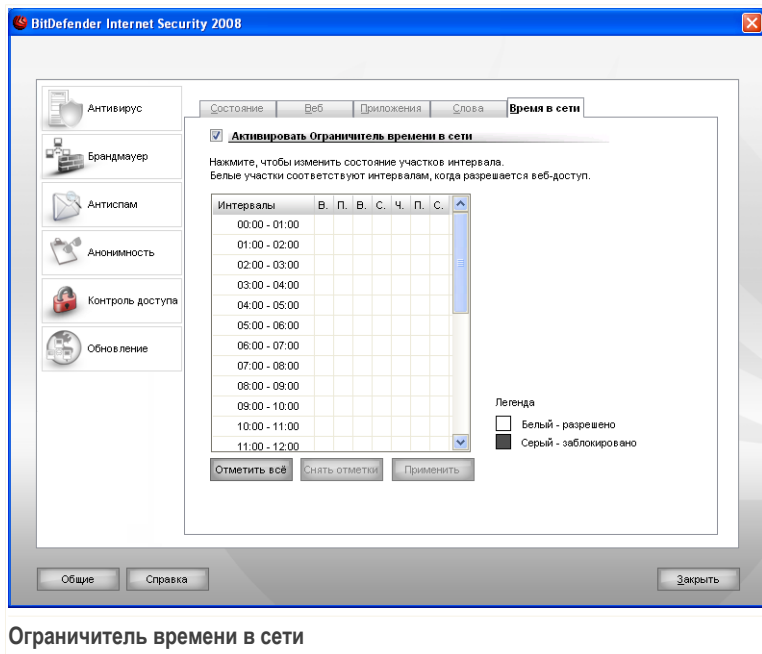 BitDefender Internet Security 2008
Антивирус
Брандмауер
Антиспам
Анонимность
Контроль доступа
Обновление
Состояние Веб Приложения Слова Время в сети
Активировать Ограничитель времени в сети
Нажмите, чтобы изменить состояние участков интервала.
Белые участки соответствуют интервалам, когда разрешается веб-доступ.
Интервалы В. П. В. С. Ч. П. С.
00:00 - 01:00
01:00 - 02:00
02:00 - 03:00
03:00 - 04:00
04:00 - 05:00
05:00 - 06:00
06:00 - 07:00
07:00 - 08:00
08:00 - 09:00
09:00 - 10:00
10:00 - 11:00
11:00 - 12:00
Легенда
Белый - разрешено
Серый - заблокировано
Отметить всё Снять отметки Применить
Общие Справка Закрыть
Ограничитель времени в сети